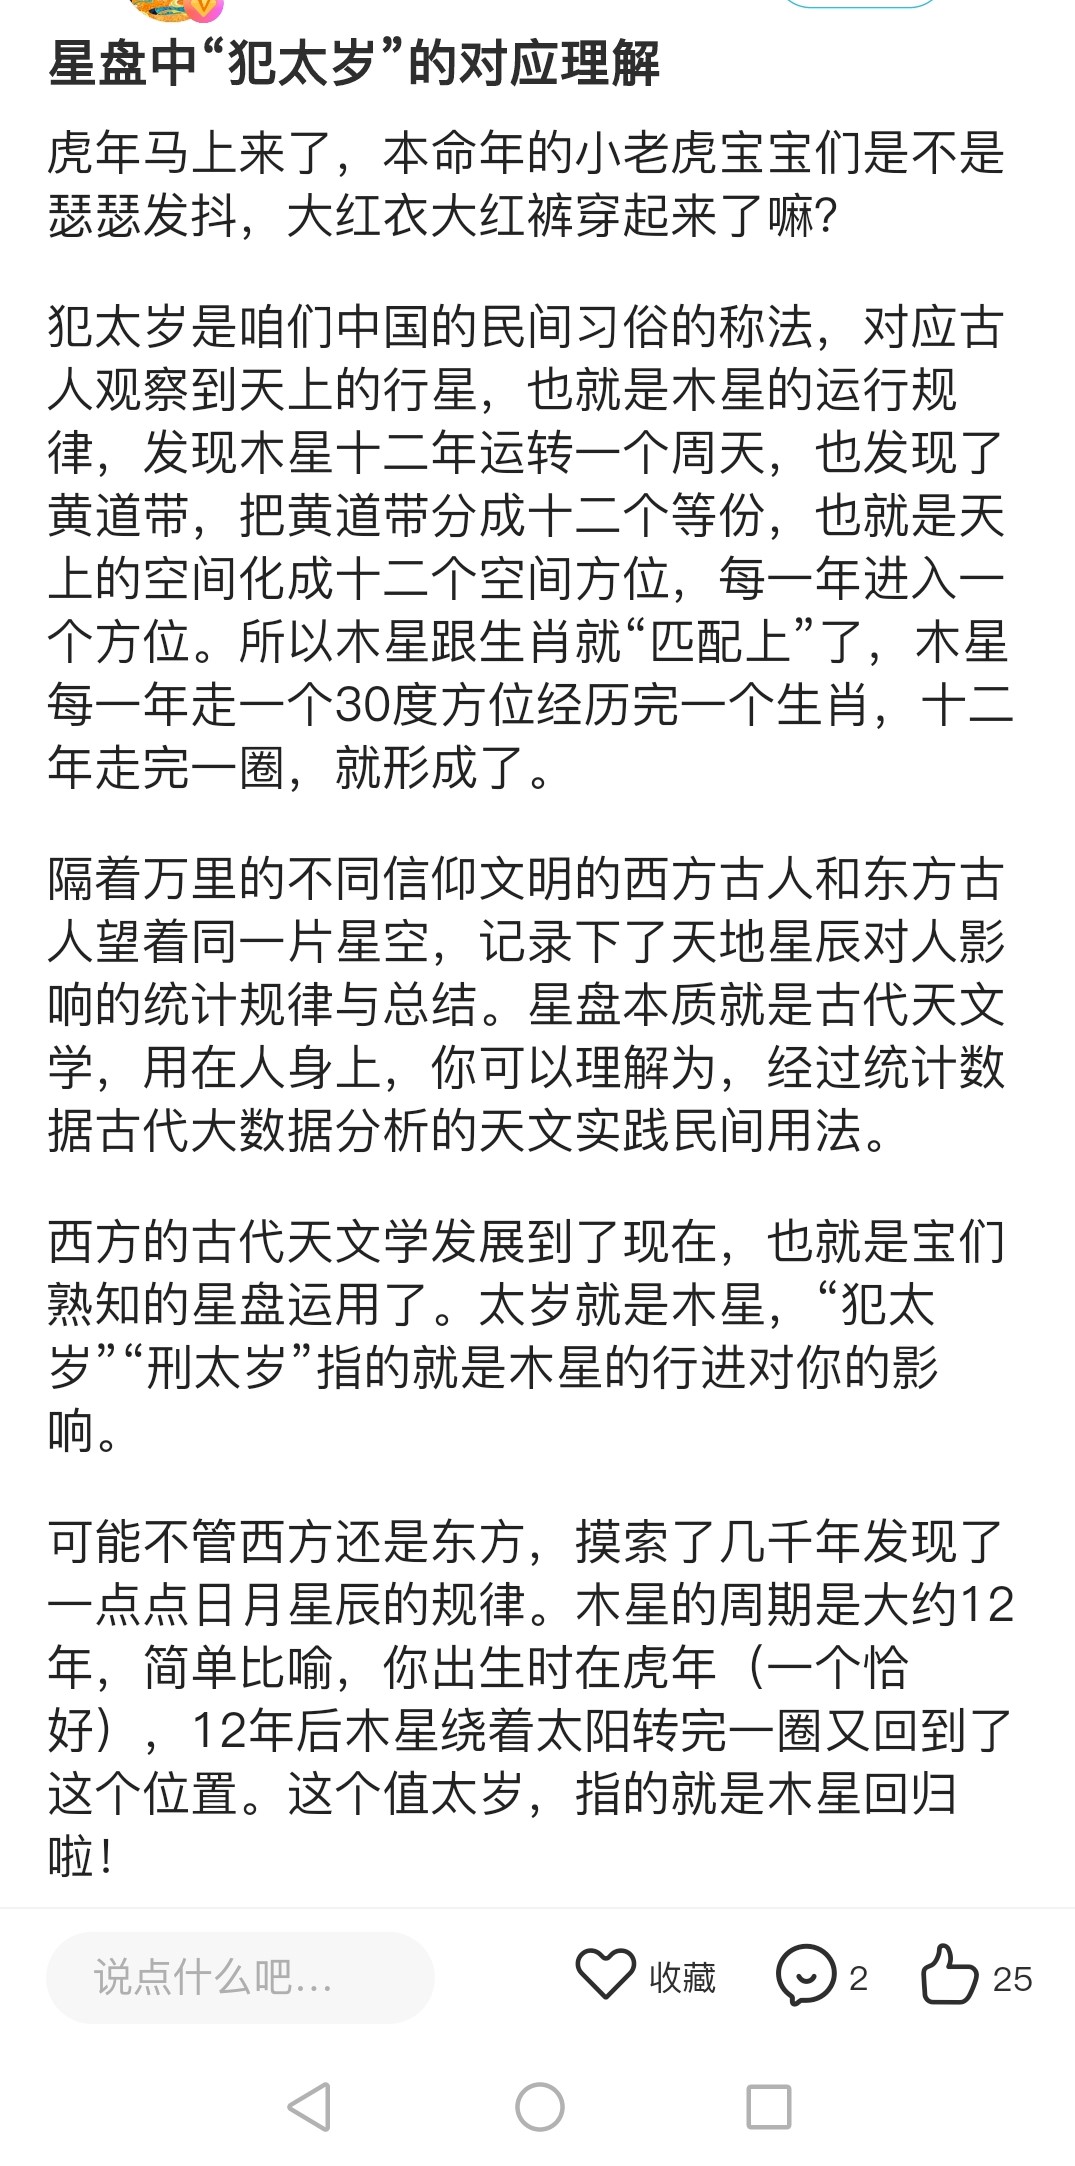 星盘中“犯太岁”的对应理解
虎年马上来了，本命年的小老虎宝宝们是不是
瑟瑟发抖，大红衣大红裤穿起来了嘛？
犯太岁是咱们中国的民间习俗的称法，对应古
人观察到天上的行星，也就是木星的运行规
律，发现木星十二年运转一个周天，也发现了
黄道带，把黄道带分成十二个等份，也就是天
上的空间化成十二个空间方位，每一年进入一
个方位。所以木星跟生肖就“匹配上”了，木星
每一年走一个30度方位经历完一个生肖，十二
年走完一圈，就形成了。
隔着万里的不同信仰文明的西方古人和东方古
人望着同一片星空，记录下了天地星辰对人影
响的统计规律与总结。星盘本质就是古代天文
学，用在人身上，你可以理解为，经过统计数
据古代大数据分析的天文实践民间用法。
西方的古代天文学发展到了现在，也就是宝们
熟知的星盘运用了。太岁就是木星，“犯太
岁”“刑太岁”指的就是木星的行进对你的影
响。
可能不管西方还是东方，摸索了几千年发现了
一点点日月星辰的规律。木星的周期是大约12
年，简单比喻，你出生时在虎年（一个恰
好），12年后木星绕着太阳转完一圈又回到了
这个位置。这个值太岁，指的就是木星回归
啦！
说点什么吧... 收藏 2 25